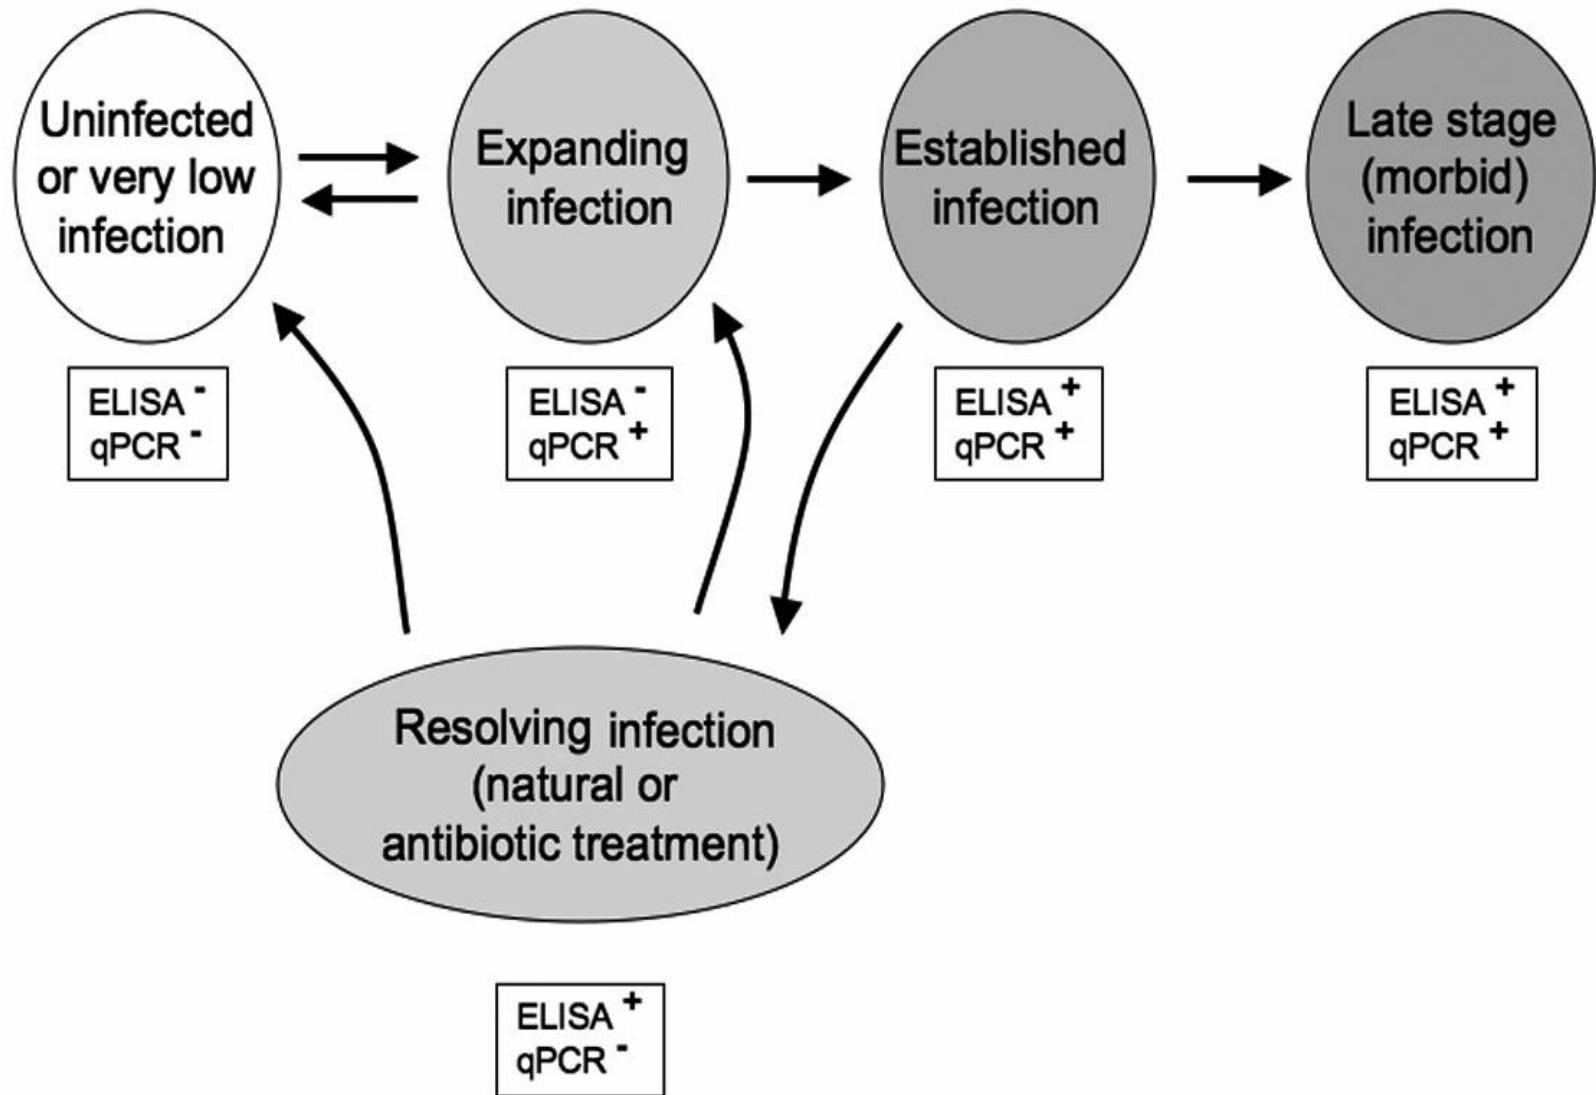 Uninfected
or very low
infection
Expanding
infection
Established
infection
Late stage
(morbid)
infection
ELISA -
qPCR -
ELISA -
qPCR +
ELISA +
qPCR +
ELISA +
qPCR +
Resolving infection
(natural or
antibiotic treatment)
ELISA +
qPCR -